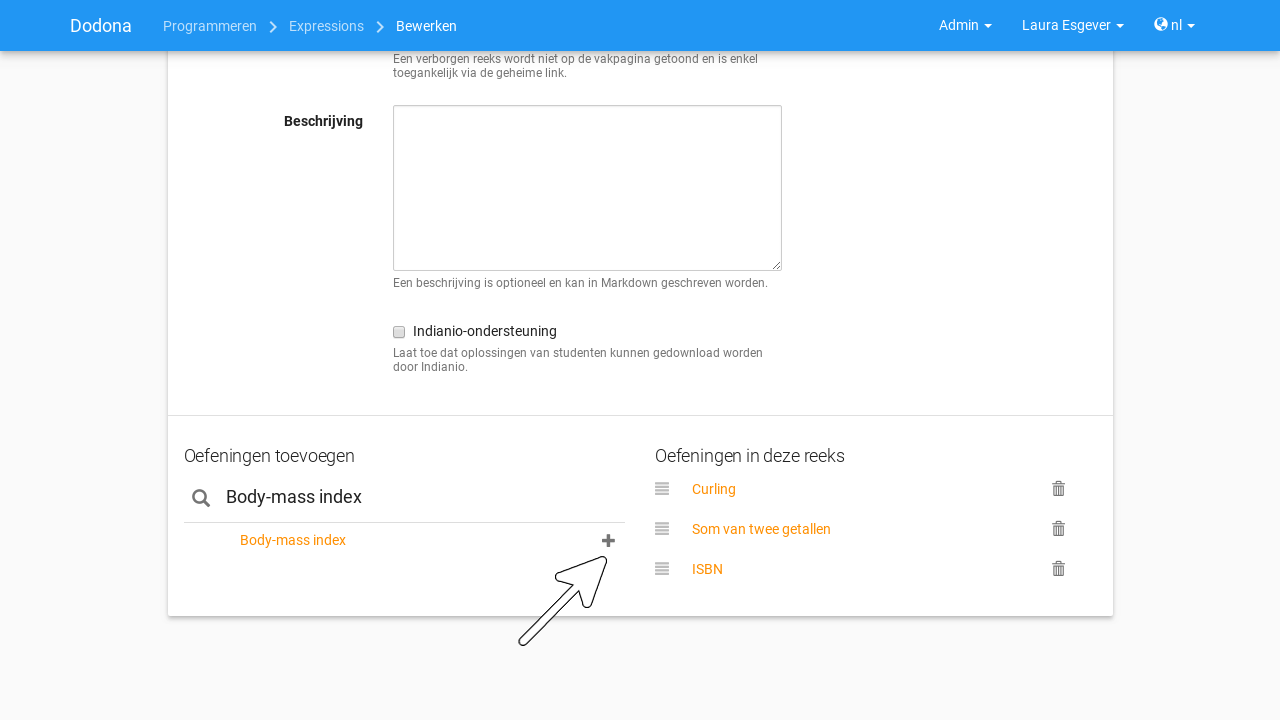 Dodona Programmeren Expressions Bewerken Admin Laura Esgever nl
Een verborgen reeks wordt niet op de vakpagina getoond en is enkel
toegankelijk via de geheime link.
Beschrijving
Een beschrijving is optioneel en kan in Markdown geschreven worden.
Indianio-ondersteuning
Laat toe dat oplossingen van studenten kunnen gedownload worden
door Indianio.
Oefeningen toevoegen
Body-mass index
Body-mass index
Oefeningen in deze reeks
Curling
Som van twee getallen
ISBN